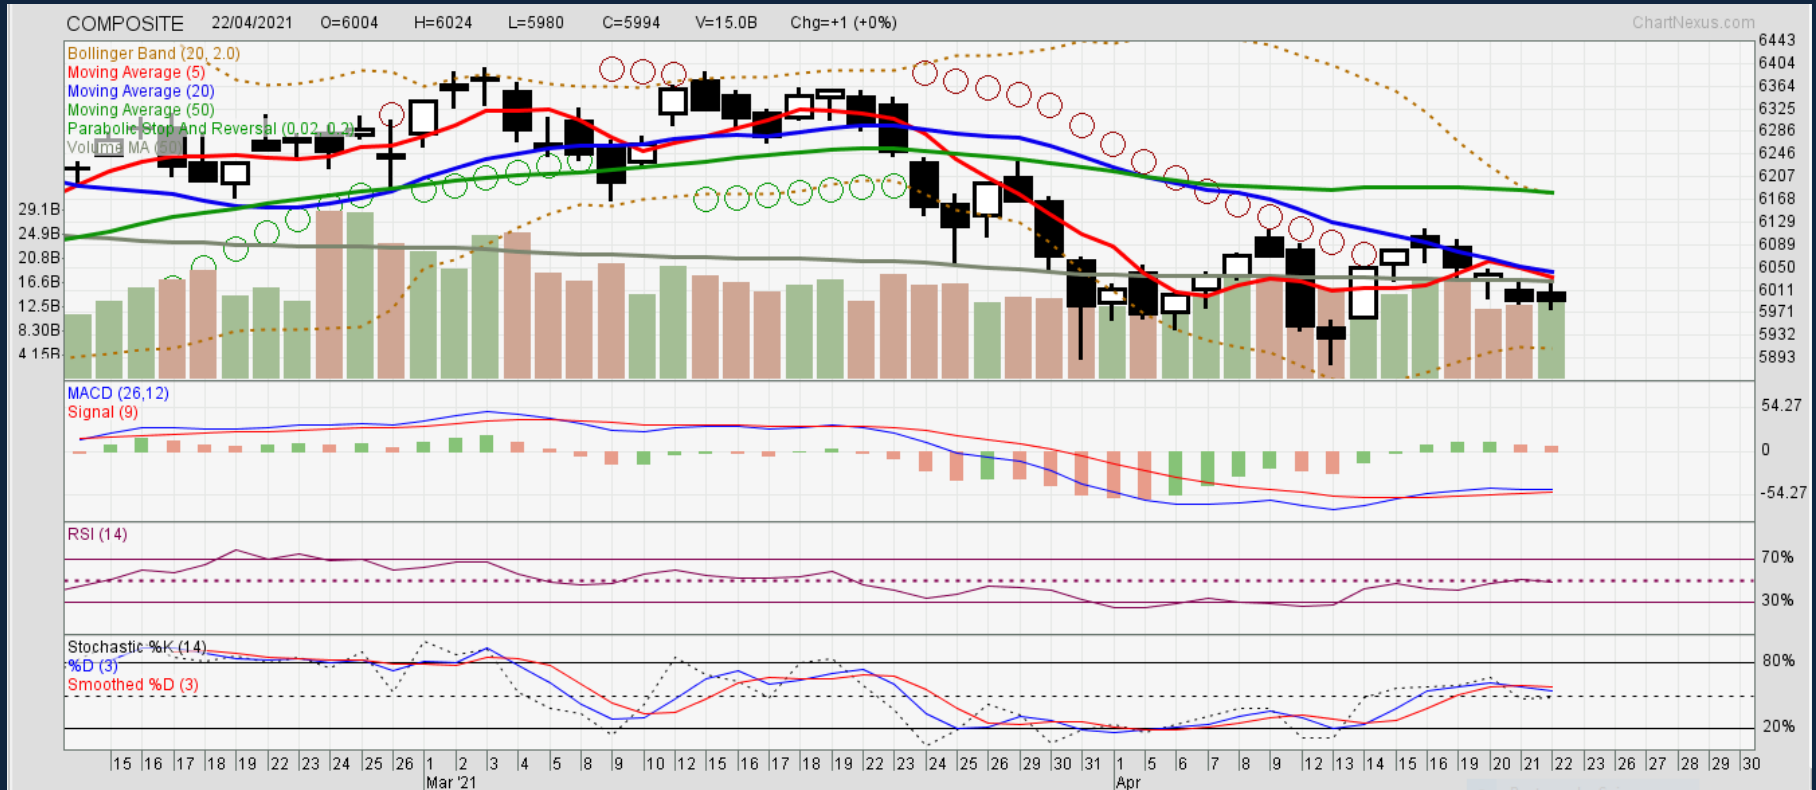 COMPOSITE 22/04/2021 O=6004 H=6024 L=5980 C=5994 V=15.0B Chg=+1 (+0%) ChartNexus.com
Bollinger Band (20, 2.0)
Moving Average (5)
Moving Average (20)
Moving Average (50)
Parabolic Stop And Reversal (0.02, 0.2)
Volume MA (50)
6443
6404
6364
6325
6286
6246
6207
6168
6129
6089
6050
6011
5971
5932
5893
29.1B
24.9B
20.8B
16.6B
12.5B
8.30B
4.15B
MACD (26,12)
Signal (9)
54.27
0
-54.27
RSI (14)
70%
30%
Stochastic %K (14)
%D (3)
Smoothed %D (3)
80%
20%
15 16 17 18 19 22 23 24 25 26 1 2 3 4 5 8 9 10 12 15 16 17 18 19 22 23 24 25 26 29 30 31 1 5 6 7 8 9 12 13 14 15 16 19 20 21 22 23 26 27 28 29 30
Mar '21 Apr